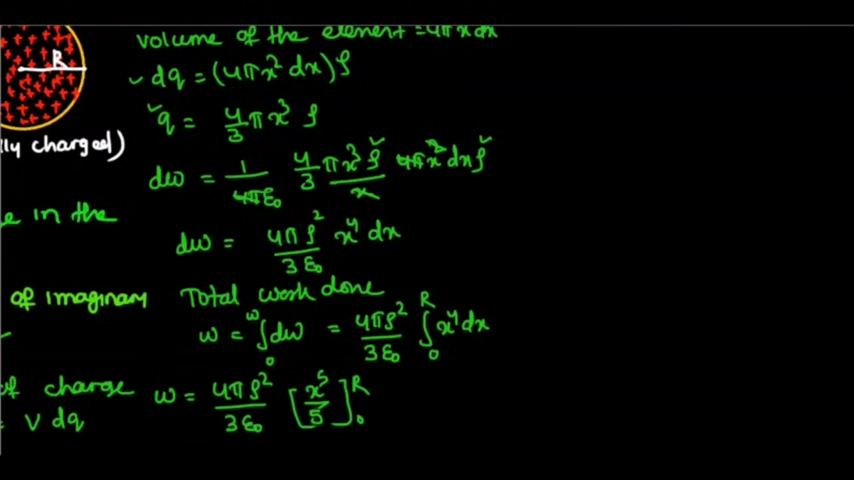 volume of the element = 4πx²dx
R
dq = (4πx² dx) ρ
q = 4/3 πx³ ρ
lly charged)
dw = 1/4πε₀ 4/3 πx³ρ/x 4πx² dx ρ
e in the
dw = 4πρ²/3ε₀ x⁴ dx
of imaginary
Total work done
w = ∫₀ʷ dw = 4πρ²/3ε₀ ∫₀ᴿ x⁴ dx
of charge
w = 4πρ²/3ε₀ [x⁵/5]₀ᴿ
= V dq